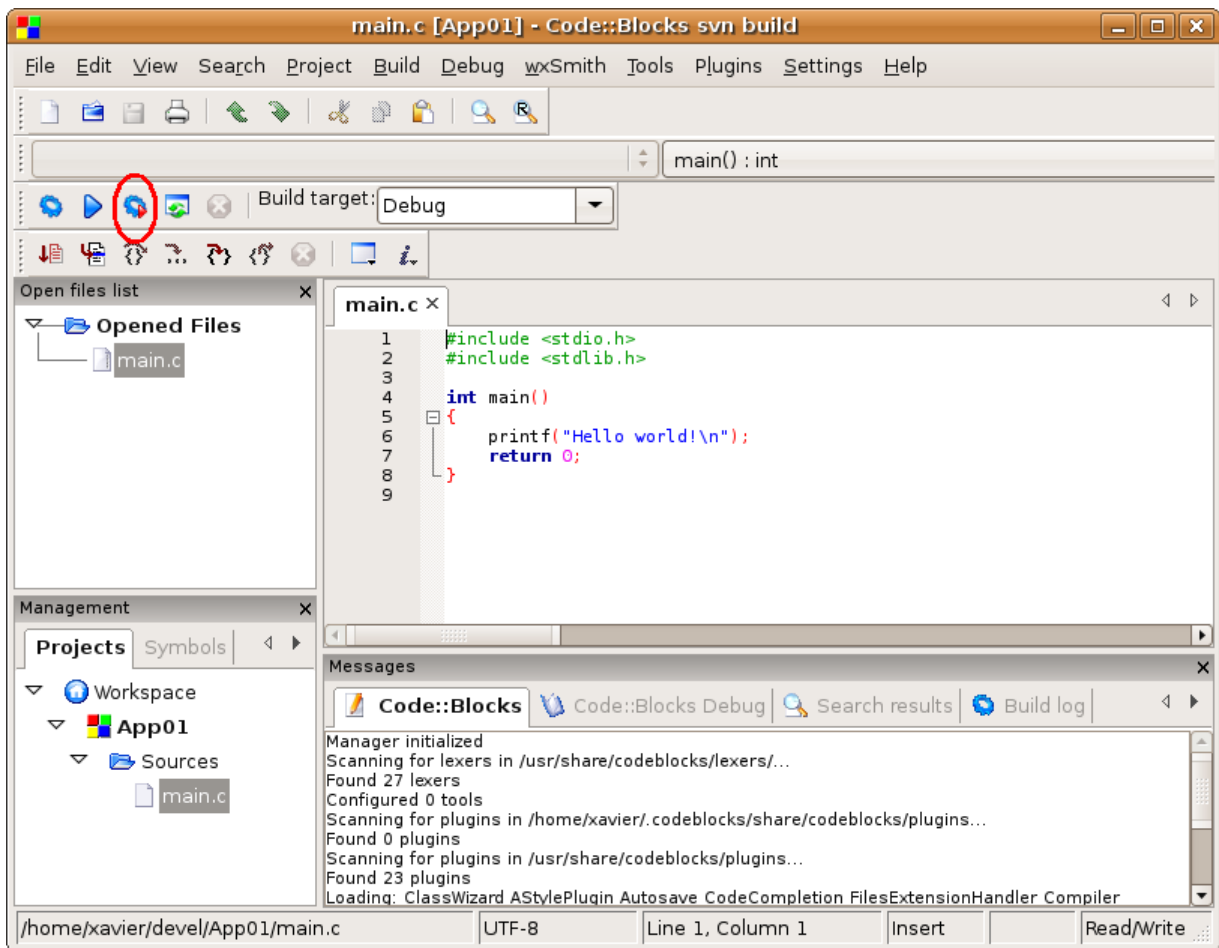 main.c [App01] - Code::Blocks svn build
File Edit View Search Project Build Debug wxSmith Tools Plugins Settings Help
main() : int
Build target: Debug
Open files list
Opened Files
main.c
main.c
1 #include <stdio.h>
2 #include <stdlib.h>
3
4 int main()
5 {
6 printf("Hello world!\n");
7 return 0;
8 }
9
Management
Projects Symbols
Workspace
App01
Sources
main.c
Messages
Code::Blocks Code::Blocks Debug Search results Build log
Manager initialized
Scanning for lexers in /usr/share/codeblocks/lexers/...
Found 27 lexers
Configured 0 tools
Scanning for plugins in /home/xavier/.codeblocks/share/codeblocks/plugins...
Found 0 plugins
Scanning for plugins in /usr/share/codeblocks/plugins...
Found 23 plugins
Loading: ClassWizard AStylePlugin Autosave CodeCompletion FilesExtensionHandler Compiler
/home/xavier/devel/App01/main.c UTF-8 Line 1, Column 1 Insert Read/Write